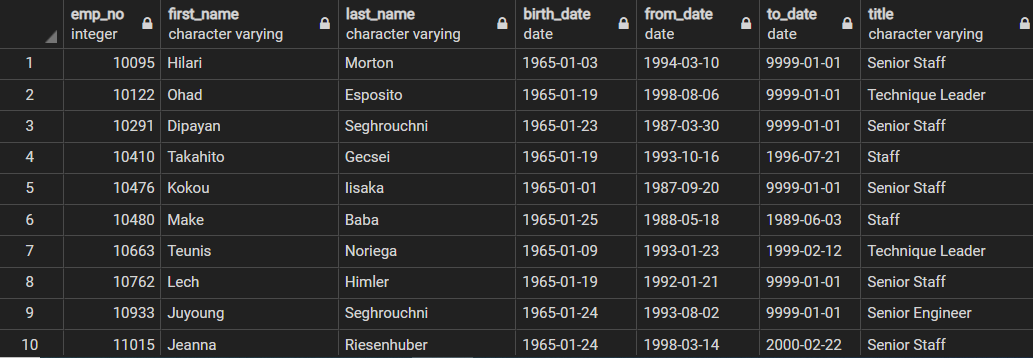 emp_no first_name last_name birth_date from_date to_date title
integer character varying character varying date date date character varying
1 10095 Hilari Morton 1965-01-03 1994-03-10 9999-01-01 Senior Staff
2 10122 Ohad Esposito 1965-01-19 1998-08-06 9999-01-01 Technique Leader
3 10291 Dipayan Seghrouchni 1965-01-23 1987-03-30 9999-01-01 Senior Staff
4 10410 Takahito Gecsei 1965-01-19 1993-10-16 1996-07-21 Staff
5 10476 Kokou Iisaka 1965-01-01 1987-09-20 9999-01-01 Senior Staff
6 10480 Make Baba 1965-01-25 1988-05-18 1989-06-03 Staff
7 10663 Teunis Noriega 1965-01-09 1993-01-23 1999-02-12 Technique Leader
8 10762 Lech Himler 1965-01-19 1992-01-21 9999-01-01 Senior Staff
9 10933 Juyoung Seghrouchni 1965-01-24 1993-08-02 9999-01-01 Senior Engineer
10 11015 Jeanna Riesenhuber 1965-01-24 1998-03-14 2000-02-22 Senior Staff